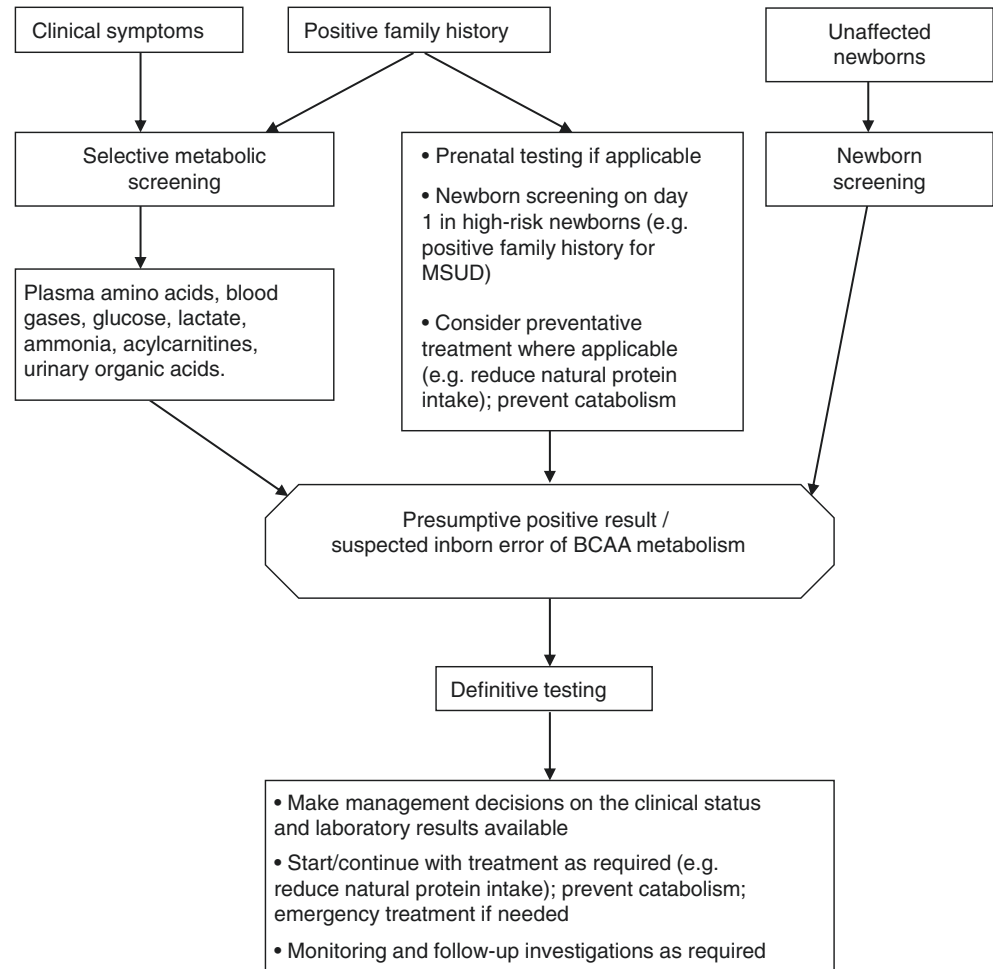 Clinical symptoms
Positive family history
Unaffected
newborns
Selective metabolic
screening
• Prenatal testing if applicable
• Newborn screening on day
1 in high-risk newborns (e.g.
positive family history for
MSUD)
• Consider preventative
treatment where applicable
(e.g. reduce natural protein
intake); prevent catabolism
Newborn
screening
Plasma amino acids, blood
gases, glucose, lactate,
ammonia, acylcarnitines,
urinary organic acids.
Presumptive positive result /
suspected inborn error of BCAA metabolism
Definitive testing
• Make management decisions on the clinical status
and laboratory results available
• Start/continue with treatment as required (e.g.
reduce natural protein intake); prevent catabolism;
emergency treatment if needed
• Monitoring and follow-up investigations as required